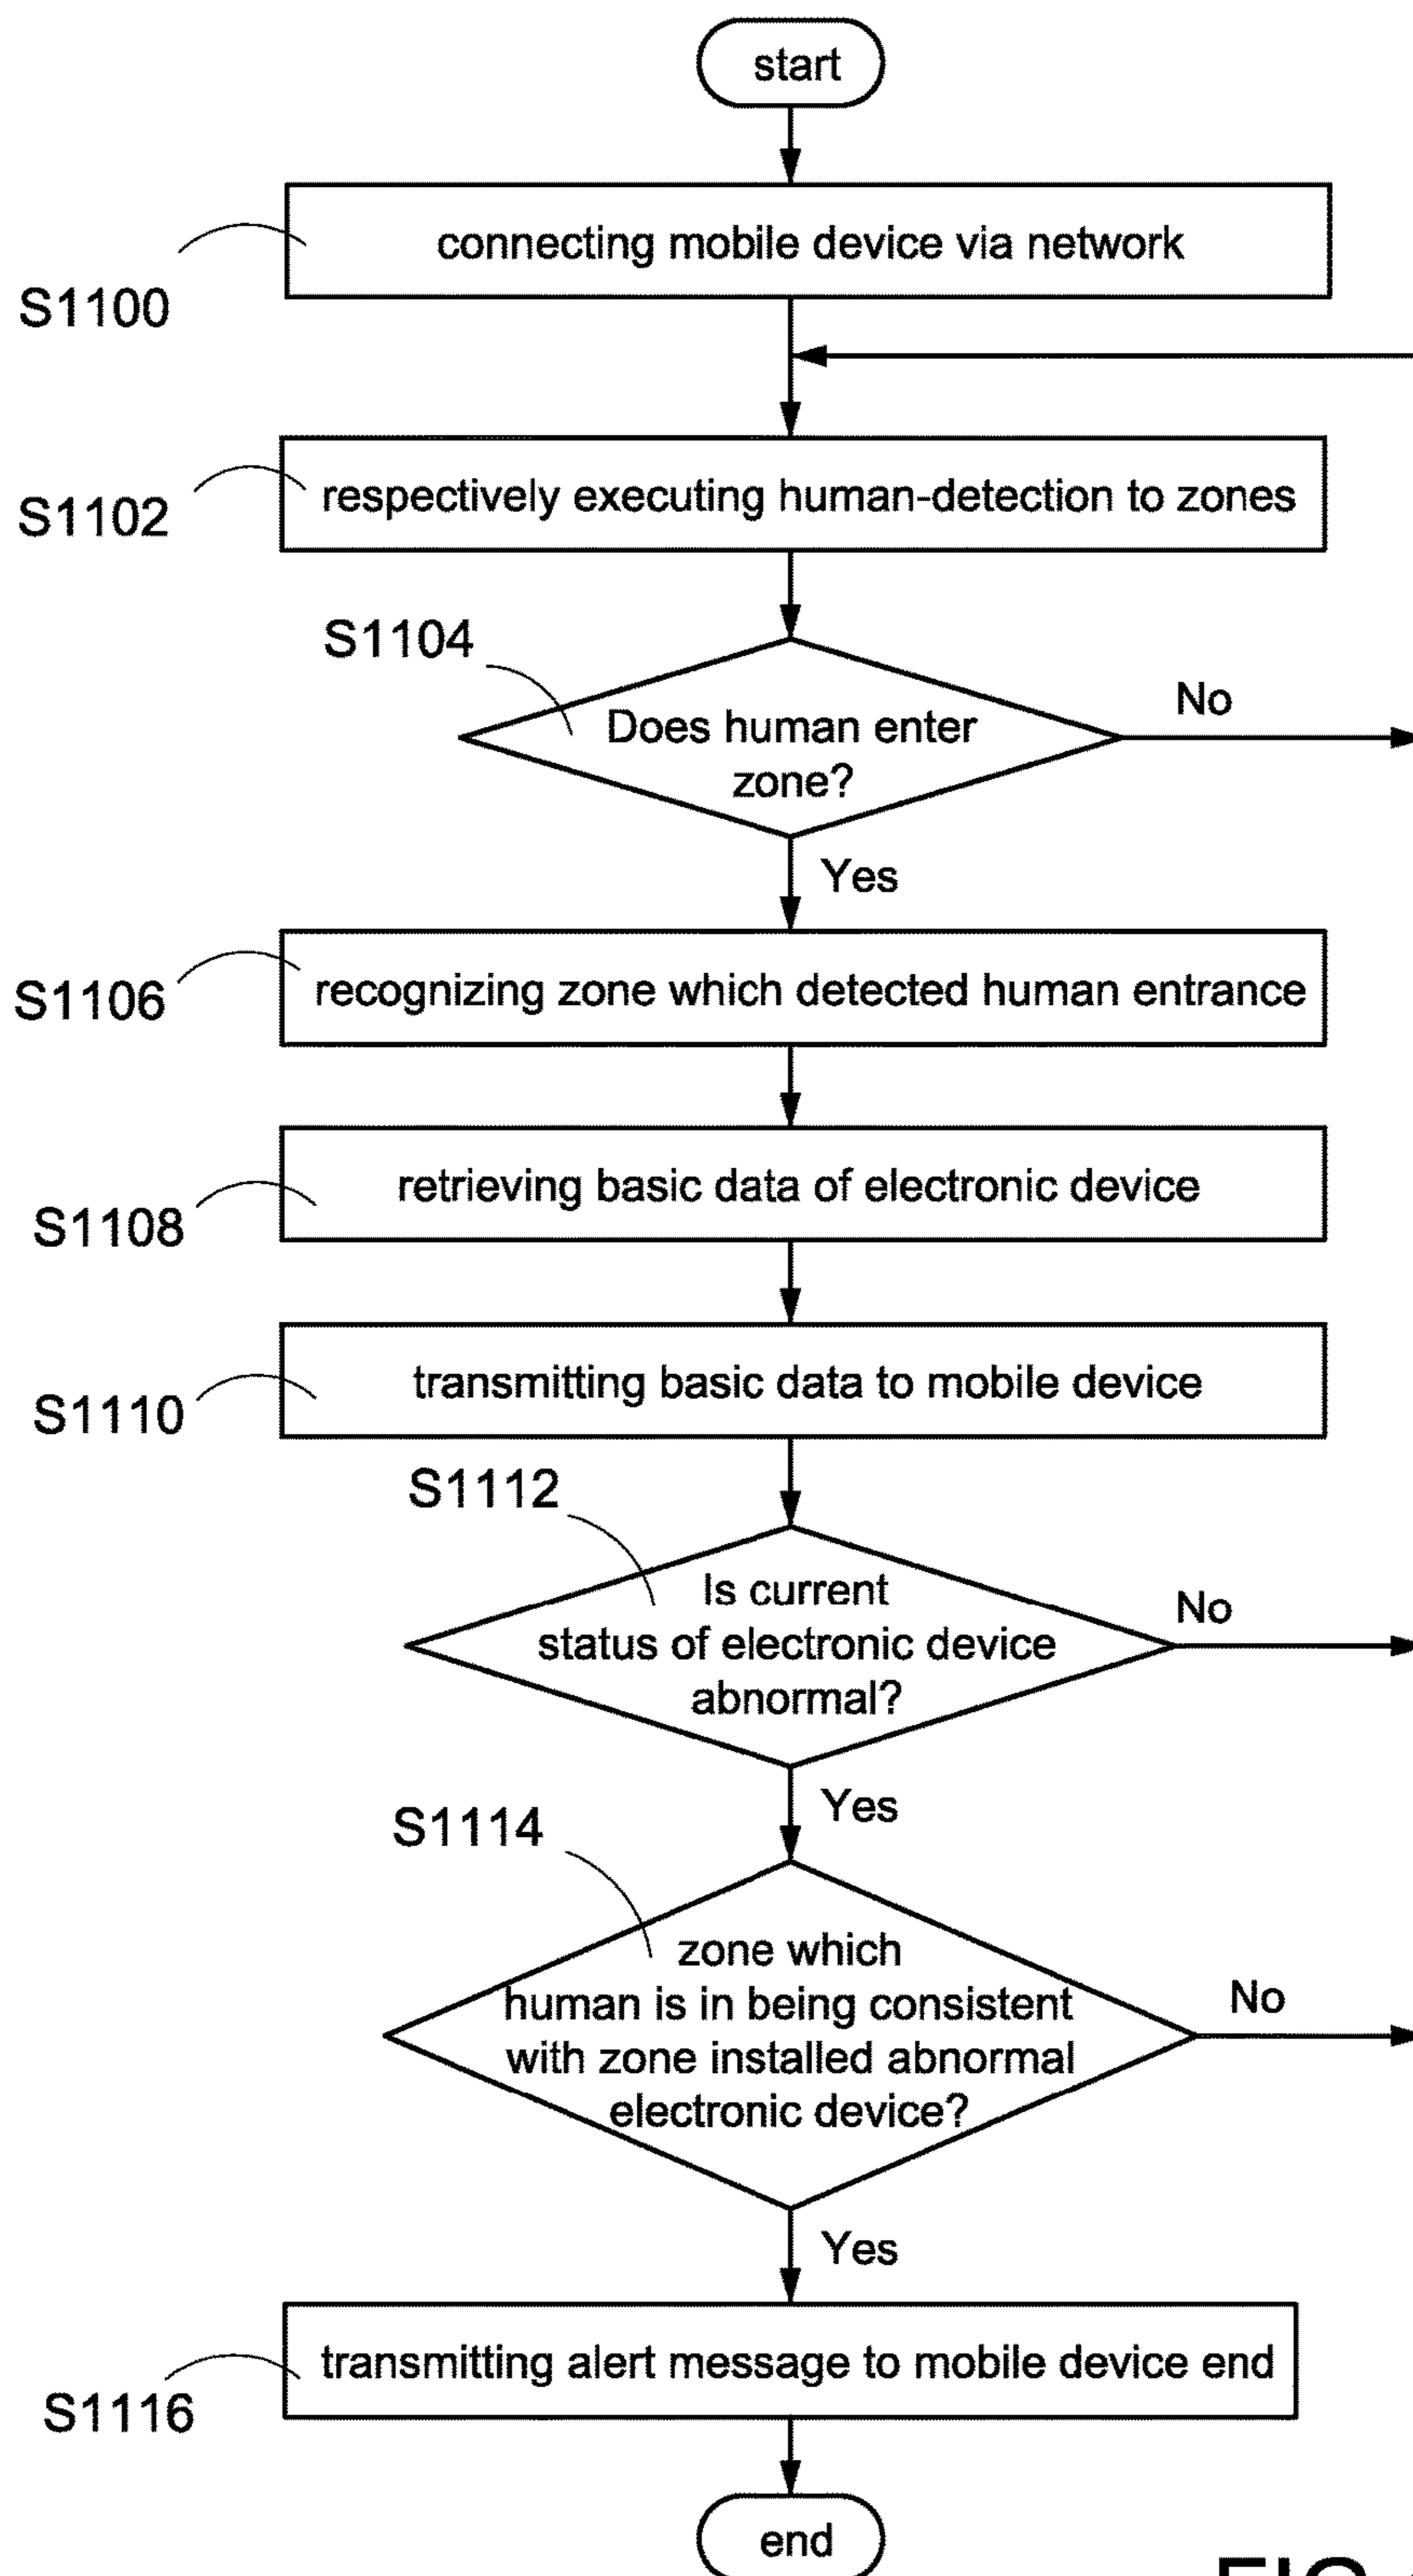 start
connecting mobile device via network
S1100
respectively executing human-detection to zones
S1102
S1104
No
Does human enter
zone?
Yes
recognizing zone which detected human entrance
S1106
retrieving basic data of electronic device
S1108
transmitting basic data to mobile device
S1110
S1112
Is current
No
status of electronic device
abnormal?
Yes
S1114
zone which
No
human is in being consistent
with zone installed abnormal
electronic device?
Yes
transmitting alert message to mobile device end
S1116
end